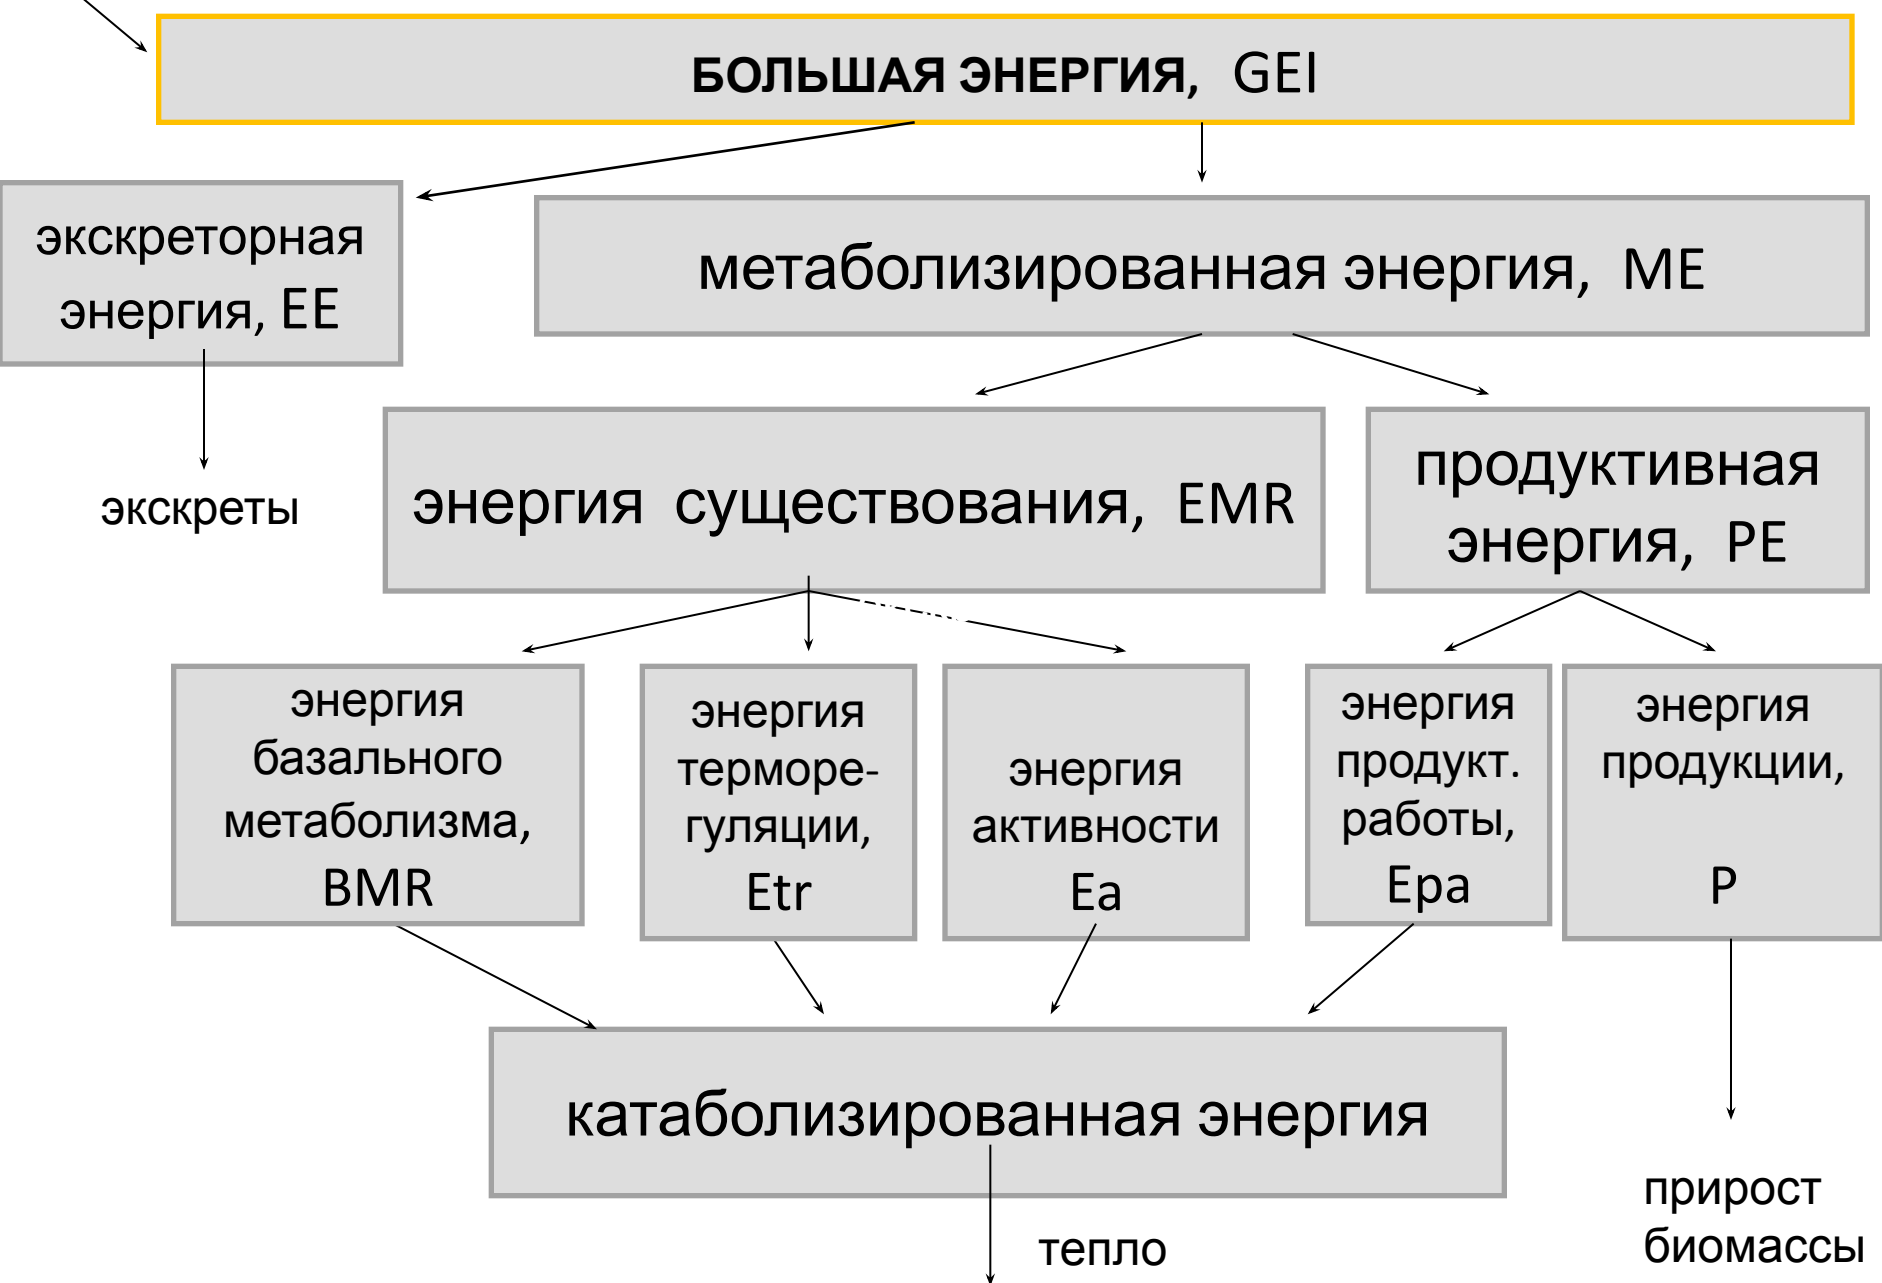 БОЛЬШАЯ ЭНЕРГИЯ, GEI
экскреторная
энергия, EE
метаболизированная энергия, ME
экскреты
энергия существования, EMR
продуктивная
энергия, PE
энергия
базального
метаболизма,
BMR
энергия
терморе-
гуляции,
Etr
энергия
активности
Ea
энергия
продукт.
работы,
Epa
энергия
продукции,
P
катаболизированная энергия
тепло
прирост
биомассы